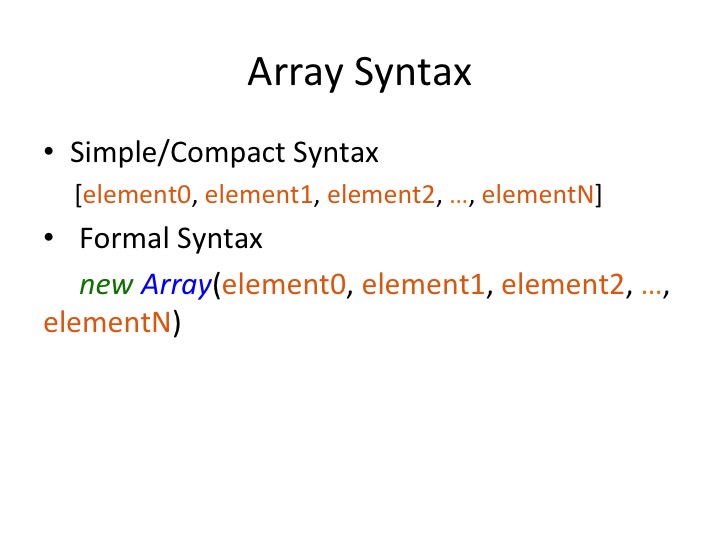 Array Syntax
• Simple/Compact Syntax
[element0, element1, element2, …, elementN]
• Formal Syntax
new Array(element0, element1, element2, …,
elementN)